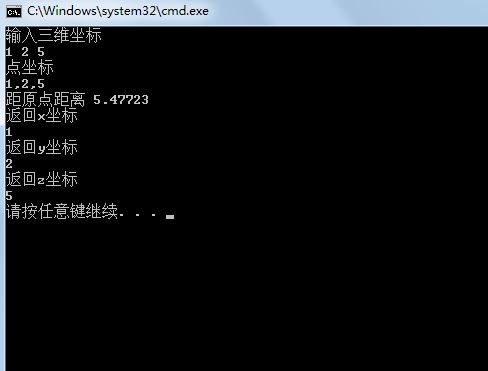 C:\Windows\system32\cmd.exe
输入三维坐标
1 2 5
点坐标
1,2,5
距原点距离 5.47723
返回x坐标
1
返回y坐标
2
返回z坐标
5
请按任意键继续. . .